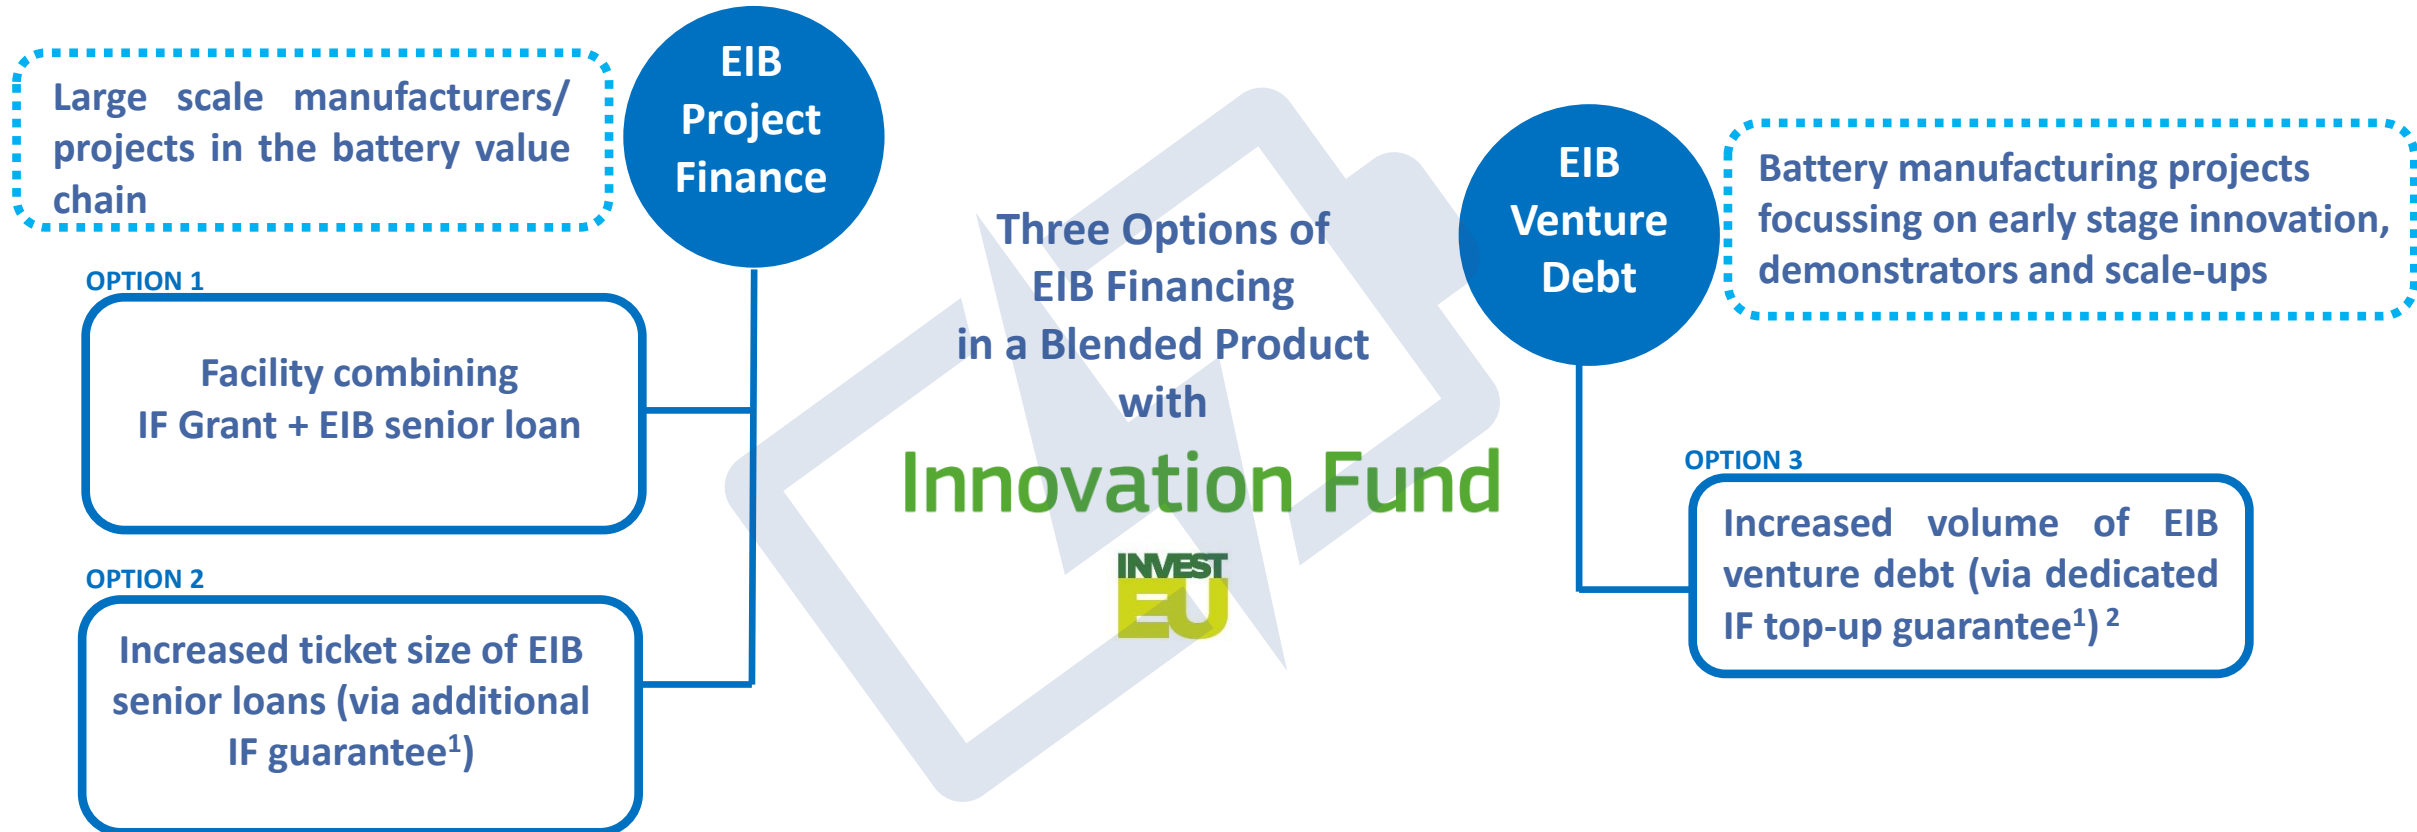 Large scale manufacturers/
projects in the battery value
chain
EIB
Project
Finance
OPTION 1
Facility combining
IF Grant + EIB senior loan
OPTION 2
Increased ticket size of EIB
senior loans (via additional
IF guarantee¹)
Three Options of
EIB Financing
in a Blended Product
with
Innovation Fund
INVEST
EU
EIB
Venture
Debt
Battery manufacturing projects
focussing on early stage innovation,
demonstrators and scale-ups
OPTION 3
Increased volume of EIB
venture debt (via dedicated
IF top-up guarantee¹) ²